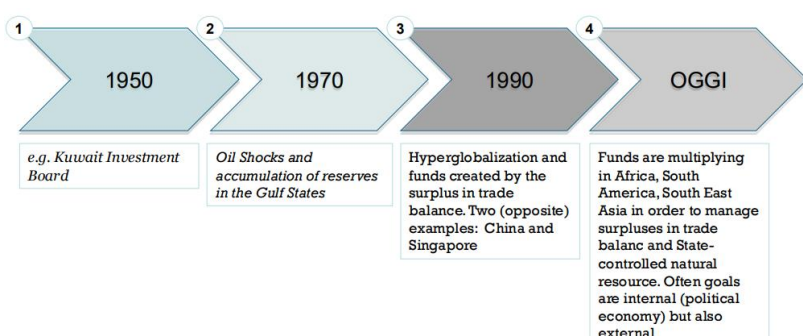 1
1950
e.g. Kuwait Investment
Board
2
1970
Oil Shocks and
accumulation of reserves
in the Gulf States
3
1990
Hyperglobalization and
funds created by the
surplus in trade
balance. Two (opposite)
examples: China and
Singapore
4
OGGI
Funds are multiplying
in Africa, South
America, South East
Asia in order to manage
surpluses in trade
balanc and State-
controlled natural
resource. Often goals
are internal (political
economy) but also
external